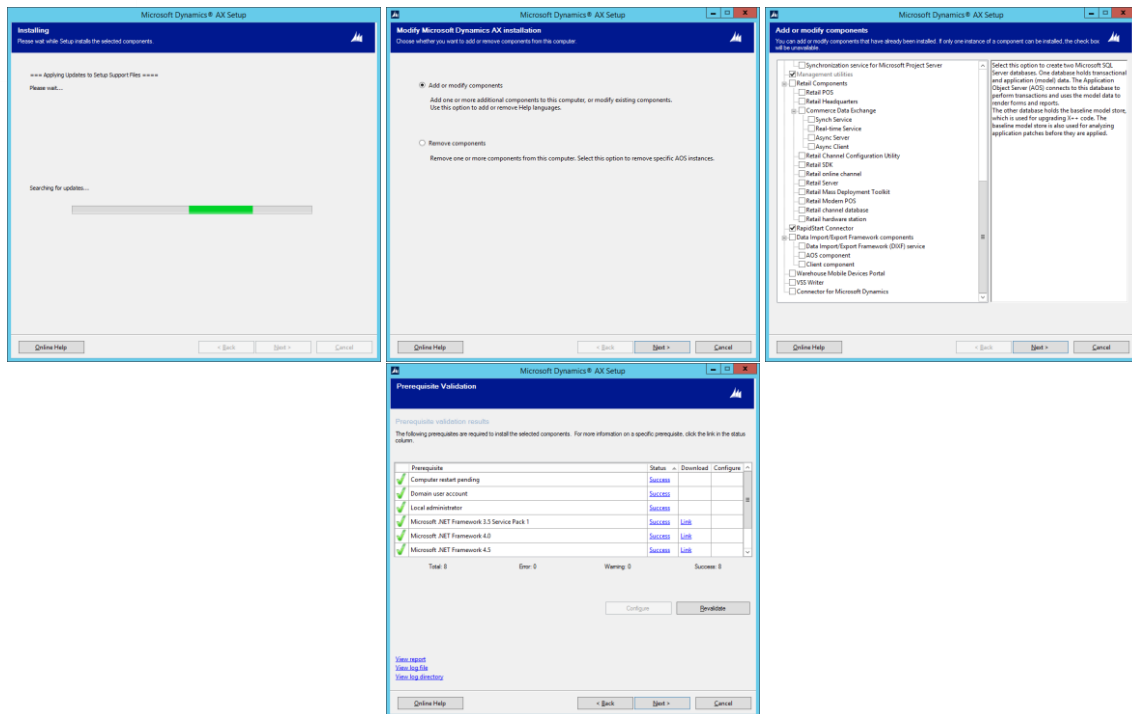 Microsoft Dynamics® AX Setup
Installing
Please wait while Setup installs the selected components.
=== Applying Updates to Setup Support Files ====
Please wait....
Searching for updates...
Online Help
< Back
Next >
Cancel
Microsoft Dynamics® AX Setup
Modify Microsoft Dynamics AX installation
Choose whether you want to add or remove components from this computer.
Add or modify components
Add one or more additional components to this computer, or modify existing components.
Use this option to add or remove Help languages.
Remove components
Remove one or more components from this computer. Select this option to remove specific AOS instances.
Online Help
< Back
Next >
Cancel
Microsoft Dynamics® AX Setup
Add or modify components
You can add or modify components that have already been installed. If only one instance of a component can be installed, the check box
will be unavailable.
Synchronization service for Microsoft Project Server
Management utilities
Retail Components
Retail POS
Retail Headquarters
Commerce Data Exchange
Synch Service
Real-time Service
Async Server
Async Client
Retail Channel Configuration Utility
Retail SDK
Retail online channel
Retail Server
Retail Mass Deployment Toolkit
Retail Modern POS
Retail channel database
Retail hardware station
RapidStart Connector
Data Import/Export Framework components
Data Import/Export Framework (DIXF) service
AOS component
Client component
Warehouse Mobile Devices Portal
VSS Writer
Connector for Microsoft Dynamics
Select this option to create two Microsoft SQL
Server databases. One database holds transactional
and application (model) data. The Application
Object Server (AOS) connects to this database to
perform transactions and uses the model data to
render forms and reports.
The other database holds the baseline model store,
which is used for upgrading X++ code. The
baseline model store is also used for analyzing
application patches before they are applied.
Online Help
< Back
Next >
Cancel
Microsoft Dynamics® AX Setup
Prerequisite Validation
Prerequisite validation results
The following prerequisites are required to install the selected components. For more information on a specific prerequisite, click the link in the status
column.
Prerequisite Status Download Configure
Computer restart pending Success
Domain user account Success
Local administrator Success
Microsoft .NET Framework 3.5 Service Pack 1 Success Link
Microsoft .NET Framework 4.0 Success Link
Microsoft .NET Framework 4.5 Success Link
Total: 8 Error: 0 Warning: 0 Success: 8
Configure
Revalidate
View report
View log file
View log directory
Online Help
< Back
Next >
Cancel